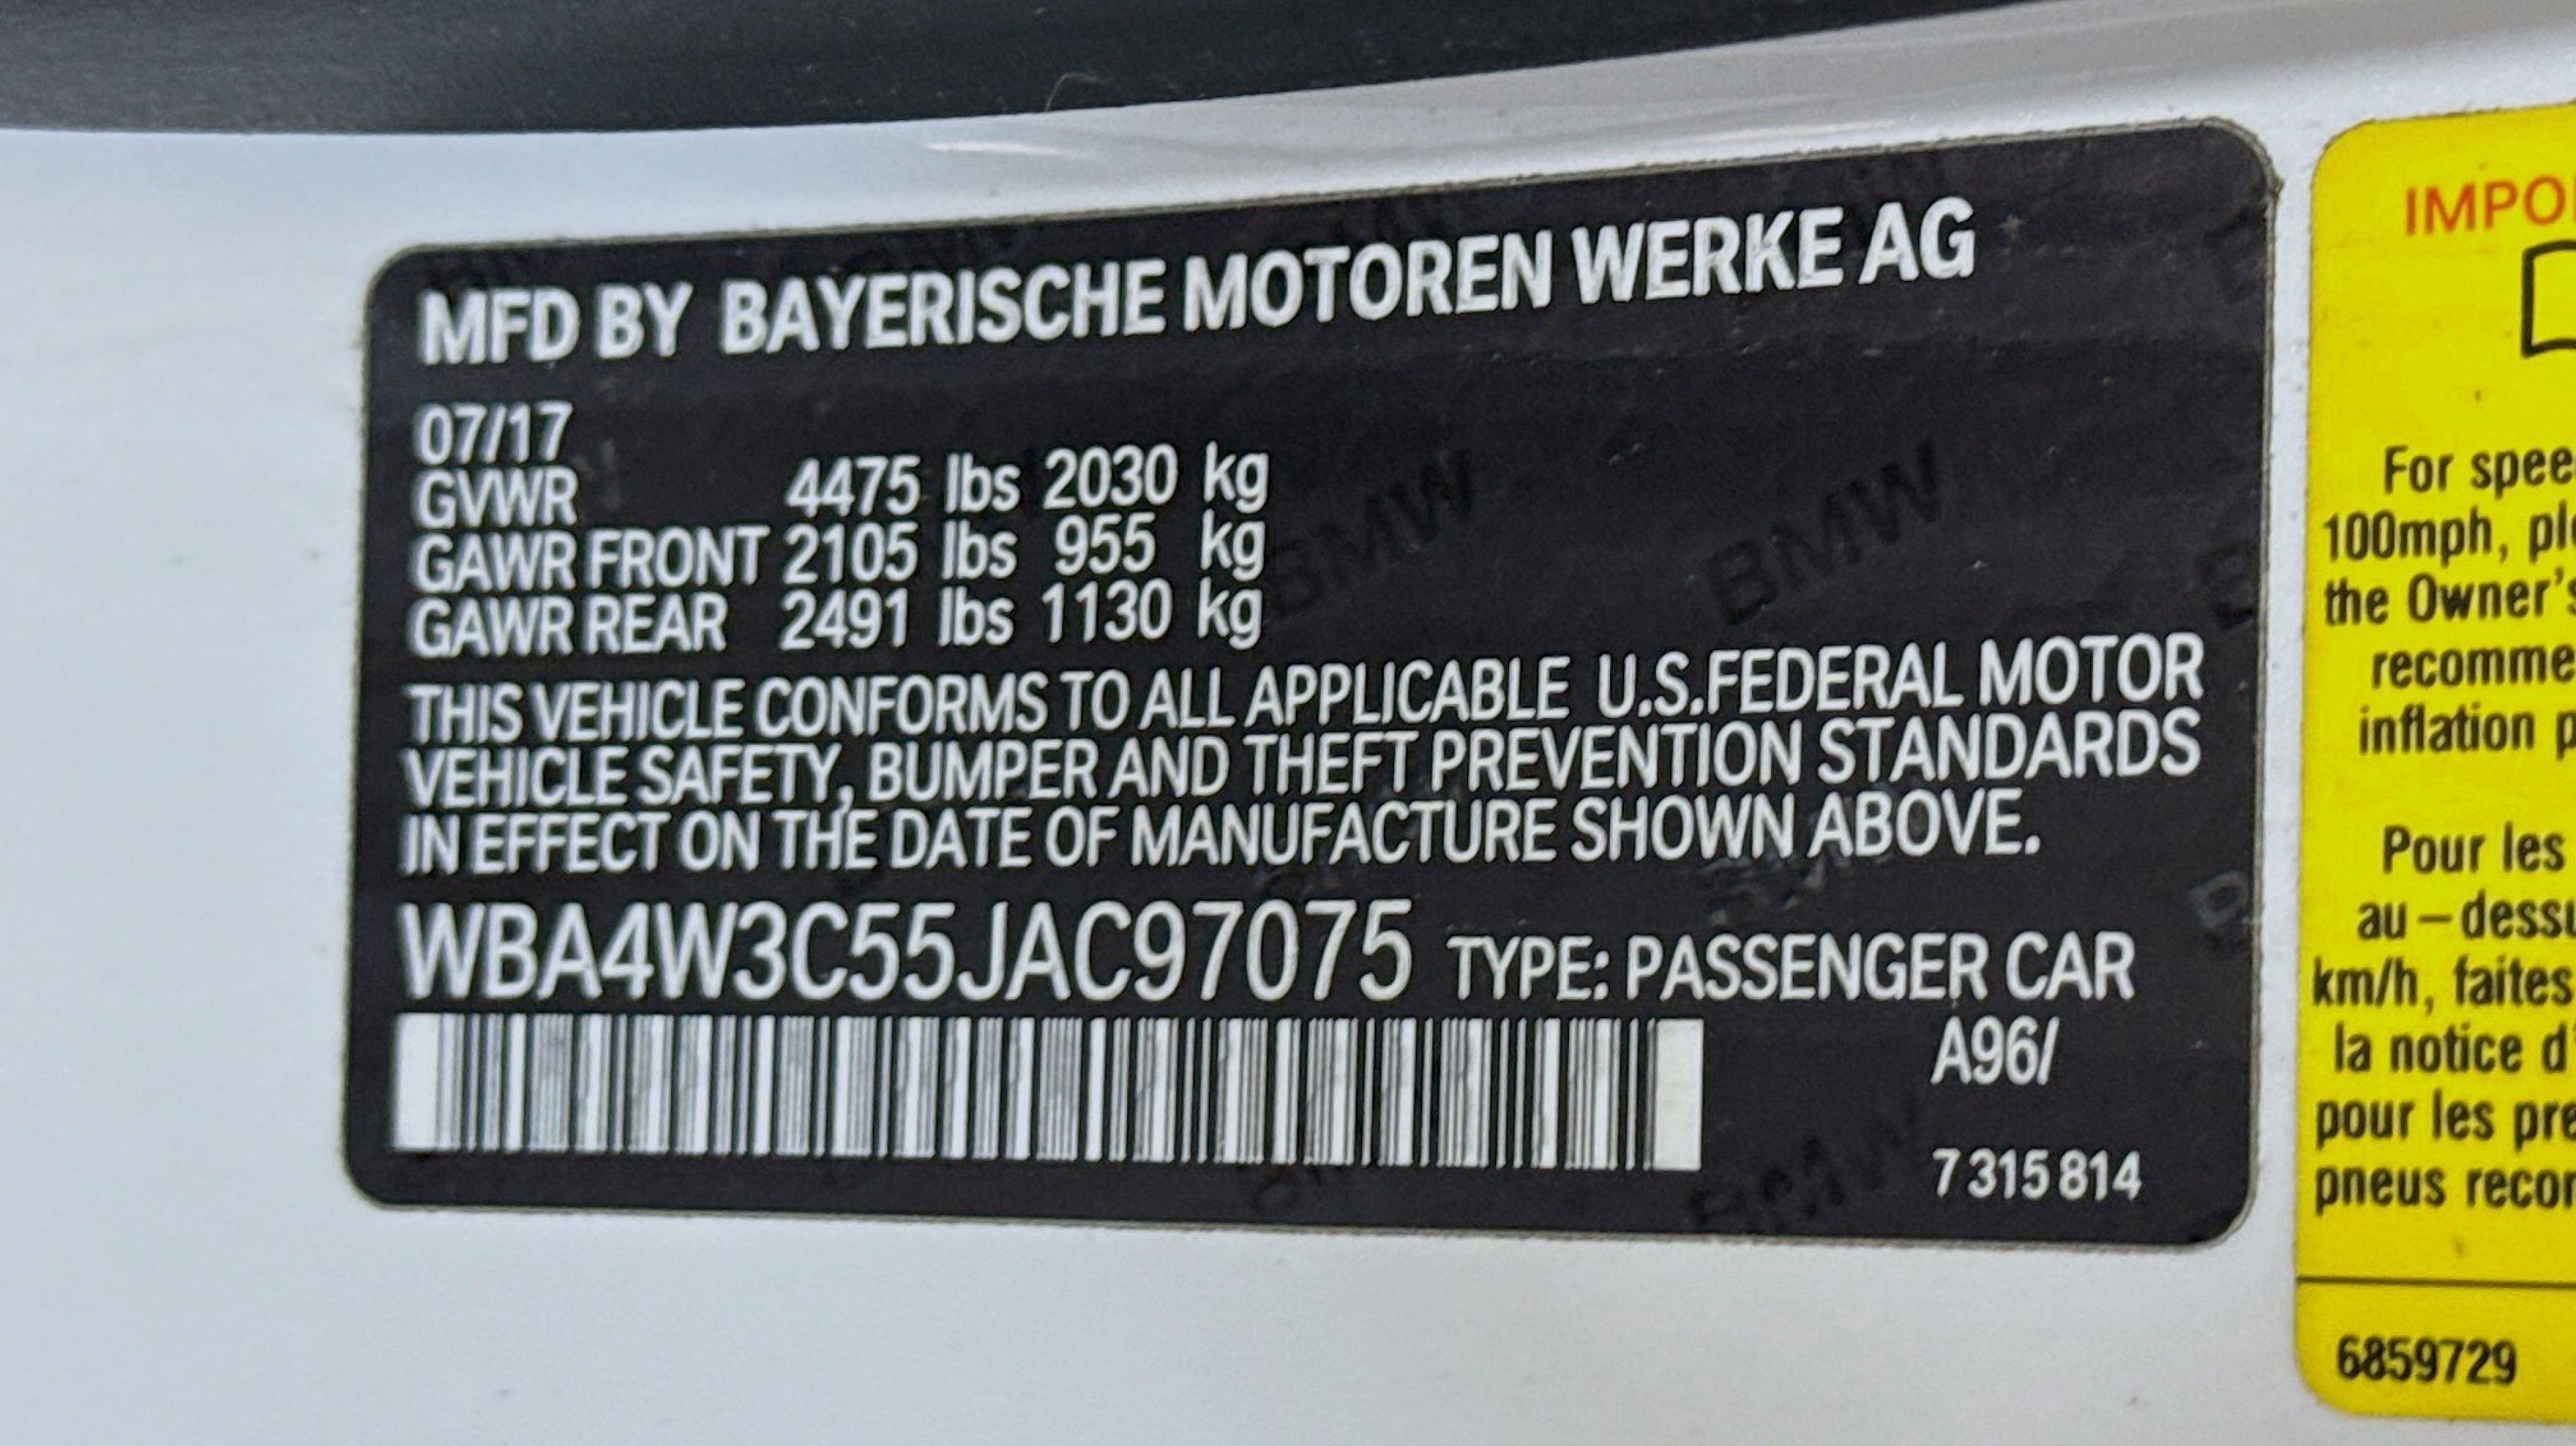 MFD BY BAYERISCHE MOTOREN WERKE AG
07/17
GVWR 4475 lbs 2030 kg
GAWR FRONT 2105 lbs 955 kg
GAWR REAR 2491 lbs 1130 kg
THIS VEHICLE CONFORMS TO ALL APPLICABLE U.S.FEDERAL MOTOR
VEHICLE SAFETY, BUMPER AND THEFT PREVENTION STANDARDS
IN EFFECT ON THE DATE OF MANUFACTURE SHOWN ABOVE.
WBA4W3C55JAC97075 TYPE: PASSENGER CAR
A96/
7 315 814
BMW
BMW
BMW
IMPO
For spee
100mph, ple
the Owner's
recomme
inflation p
Pour les
au-dessu
km/h, faites
la notice d'
pour les pre
pneus recor
6859729